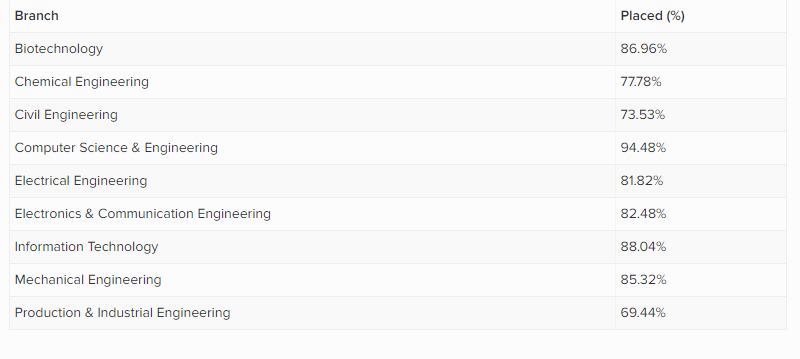 Branch Placed (%)
Biotechnology 86.96%
Chemical Engineering 77.78%
Civil Engineering 73.53%
Computer Science & Engineering 94.48%
Electrical Engineering 81.82%
Electronics & Communication Engineering 82.48%
Information Technology 88.04%
Mechanical Engineering 85.32%
Production & Industrial Engineering 69.44%